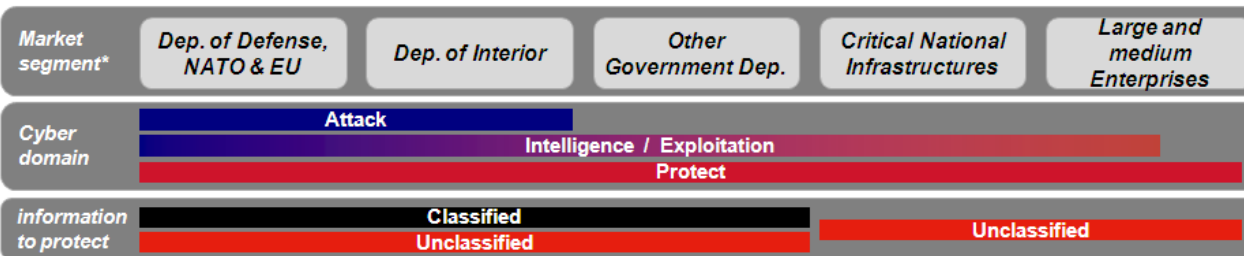 Market
segment*
Dep. of Defense,
NATO & EU
Dep. of Interior
Other
Government Dep.
Critical National
Infrastructures
Large and
medium
Enterprises
Cyber
domain
Attack
Intelligence / Exploitation
Protect
information
to protect
Classified
Unclassified
Unclassified